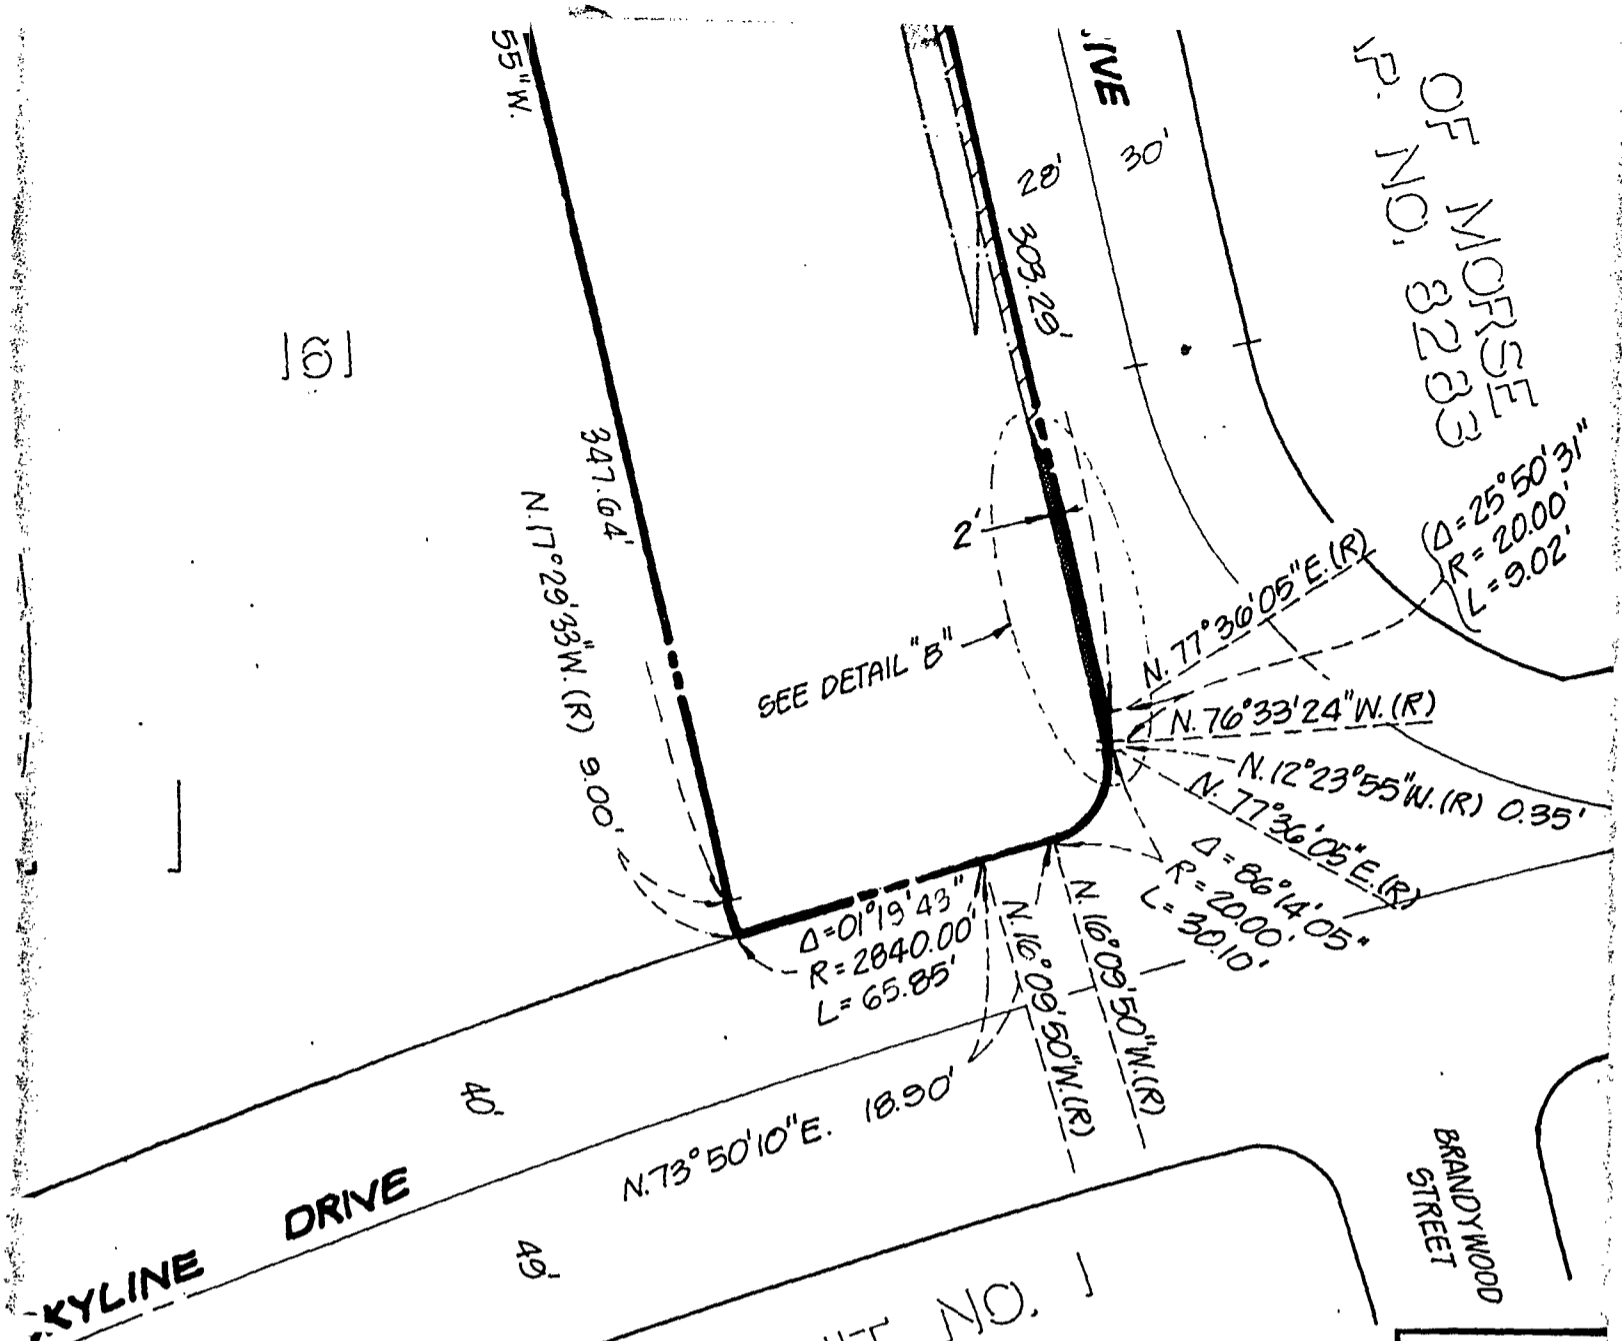 55"W.
IVE
OF MORSE
P. NO. 8283
28'
30'
303.29'
161
347.64'
N.17°29'33"W.(R) 9.00'
2'
SEE DETAIL "B"
Δ=25°50'31"
R=20.00'
L=9.02'
N.77°36'05"E.(R)
N.76°33'24"W.(R)
N.12°23'55"W.(R) 0.35'
N.77°36'05"E.(R)
Δ=86°14'05"
R=20.00'
L=30.10'
Δ=01°19'43"
R=2840.00'
L=65.85'
N.16°09'50"W.(R)
N.16°09'50"W.(R)
N.73°50'10"E. 18.90'
40'
49'
KYLINE DRIVE
BRANDYWOOD
STREET
NO. 1